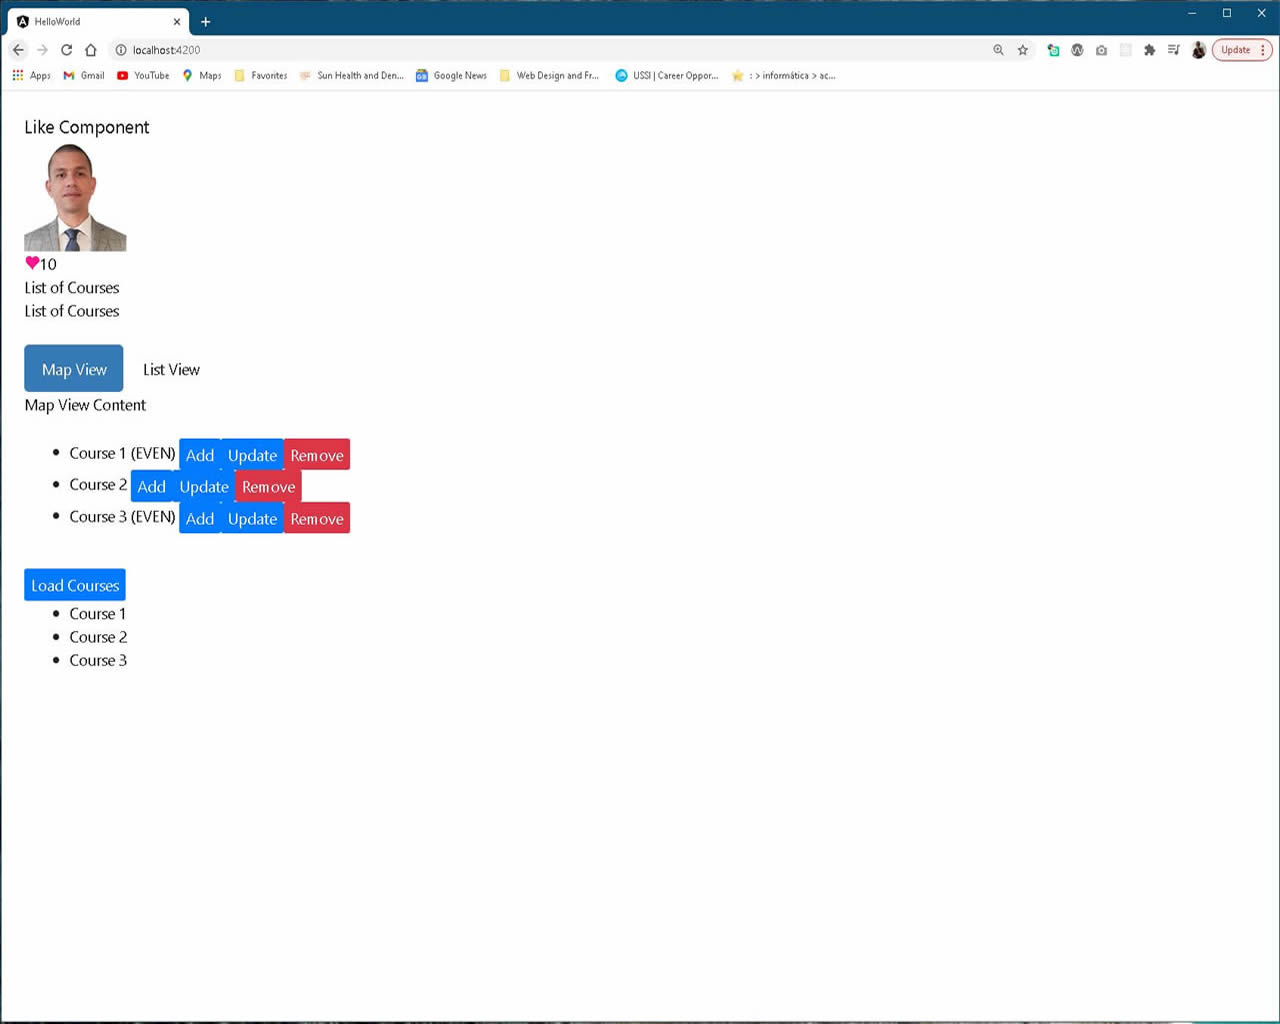 HelloWorld
localhost:4200
Update
Apps Gmail YouTube Maps Favorites Sun Health and Den... Google News Web Design and Fr... USSI | Career Oppor... : > informática > ac...
Like Component
10
List of Courses
List of Courses
Map View List View
Map View Content
Course 1 (EVEN) Add Update Remove
Course 2 Add Update Remove
Course 3 (EVEN) Add Update Remove
Load Courses
Course 1
Course 2
Course 3